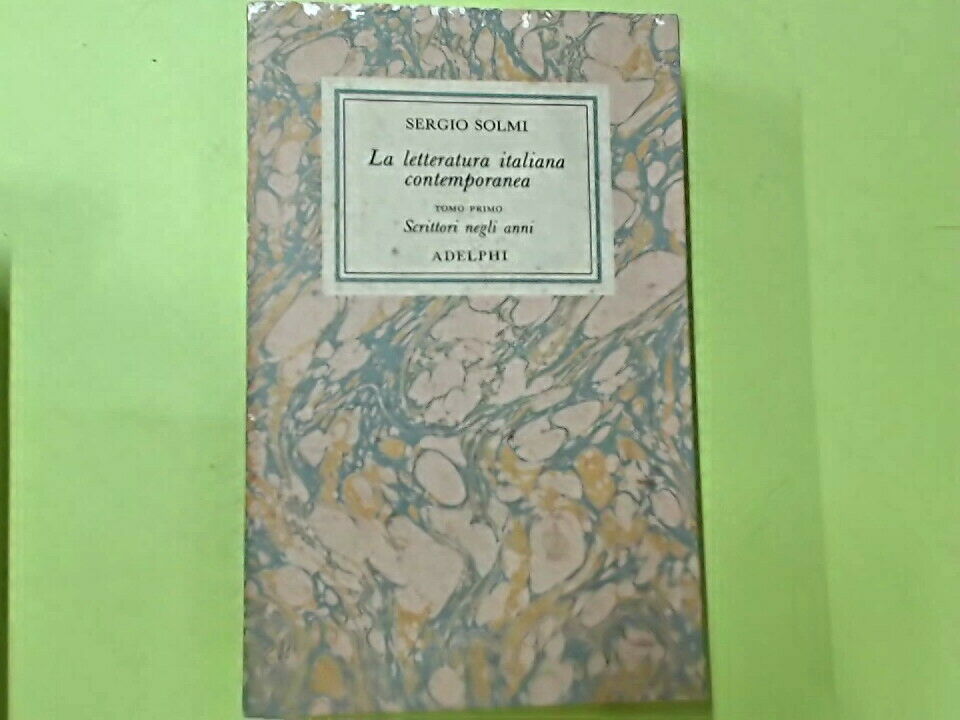 SERGIO SOLMI
La letteratura italiana
contemporanea
TOMO PRIMO
Scrittori negli anni
ADELPHI